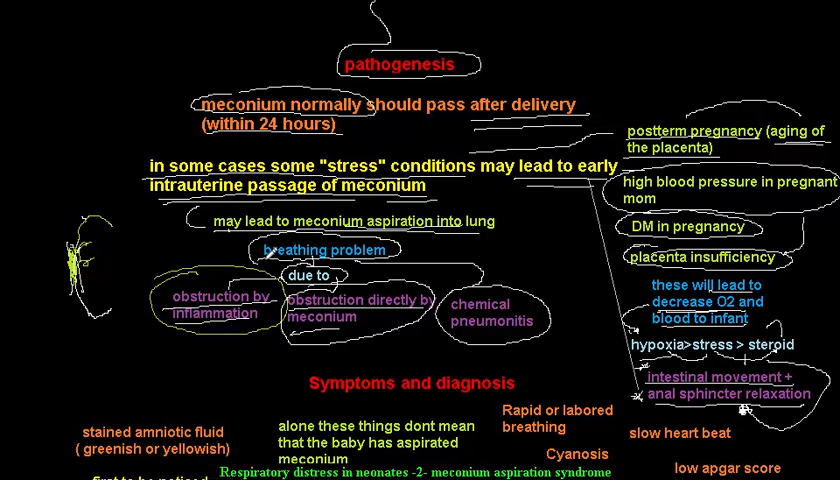 pathogenesis
meconium normally should pass after delivery
(within 24 hours)
in some cases some "stress" conditions may lead to early
intrauterine passage of meconium
may lead to meconium aspiration into lung
breathing problem
due to
obstruction by
inflammation
obstruction directly by
meconium
chemical
pneumonitis
postterm pregnancy (aging of
the placenta)
high blood pressure in pregnant
mom
DM in pregnancy
placenta insufficiency
these will lead to
decrease O2 and
blood to infant
hypoxia>stress > steroid
intestinal movement +
anal sphincter relaxation
Symptoms and diagnosis
stained amniotic fluid
( greenish or yellowish)
first to be noticed
alone these things dont mean
that the baby has aspirated
meconium
Rapid or labored
breathing
Cyanosis
slow heart beat
low apgar score
Respiratory distress in neonates -2- meconium aspiration syndrome